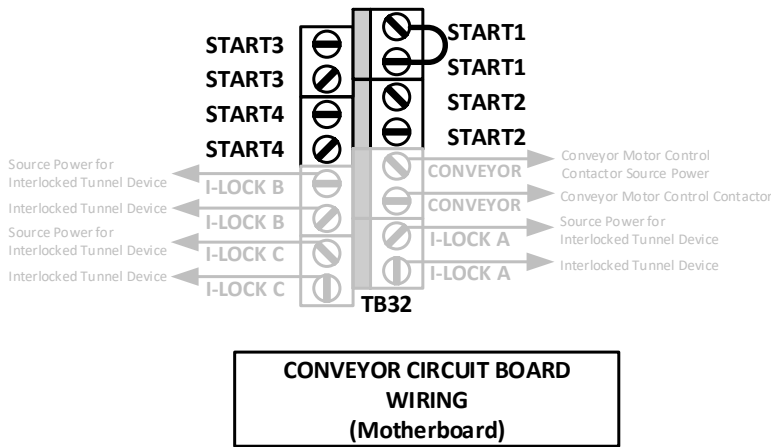 START3
START3
START4
START4
START1
START1
START2
START2
Source Power for
Interlocked Tunnel Device
I-LOCK B
Interlocked Tunnel Device
I-LOCK B
Source Power for
Interlocked Tunnel Device
I-LOCK C
Interlocked Tunnel Device
I-LOCK C
CONVEYOR
Conveyor Motor Control
Contactor Source Power
CONVEYOR
Conveyor Motor Control Contactor
I-LOCK A
Source Power for
Interlocked Tunnel Device
I-LOCK A
Interlocked Tunnel Device
TB32
CONVEYOR CIRCUIT BOARD
WIRING
(Motherboard)